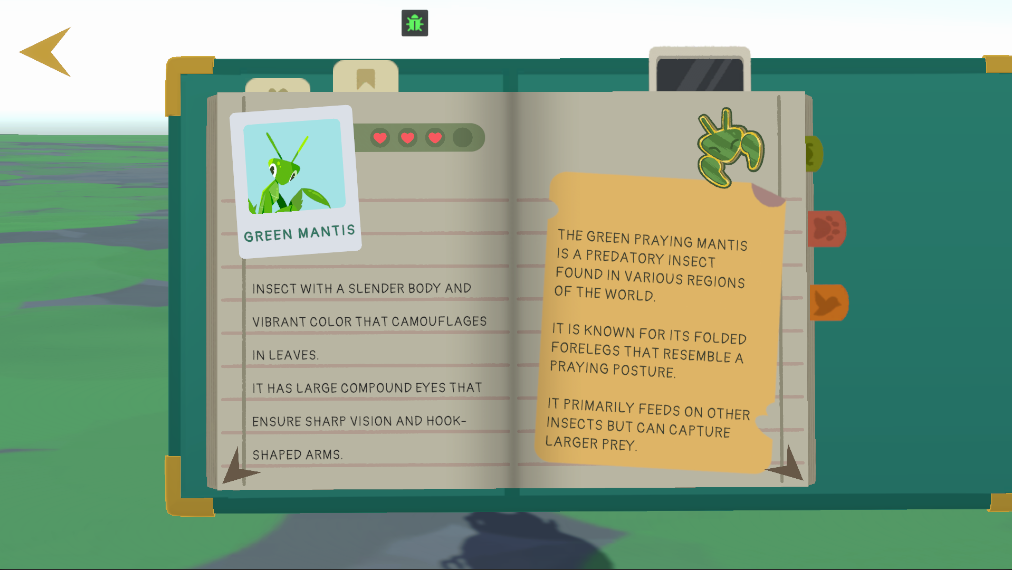 GREEN MANTIS
INSECT WITH A SLENDER BODY AND
VIBRANT COLOR THAT CAMOUFLAGES
IN LEAVES.
IT HAS LARGE COMPOUND EYES THAT
ENSURE SHARP VISION AND HOOK-
SHAPED ARMS.
THE GREEN PRAYING MANTIS
IS A PREDATORY INSECT
FOUND IN VARIOUS REGIONS
OF THE WORLD.
IT IS KNOWN FOR ITS FOLDED
FORELEGS THAT RESEMBLE A
PRAYING POSTURE.
IT PRIMARILY FEEDS ON OTHER
INSECTS BUT CAN CAPTURE
LARGER PREY.